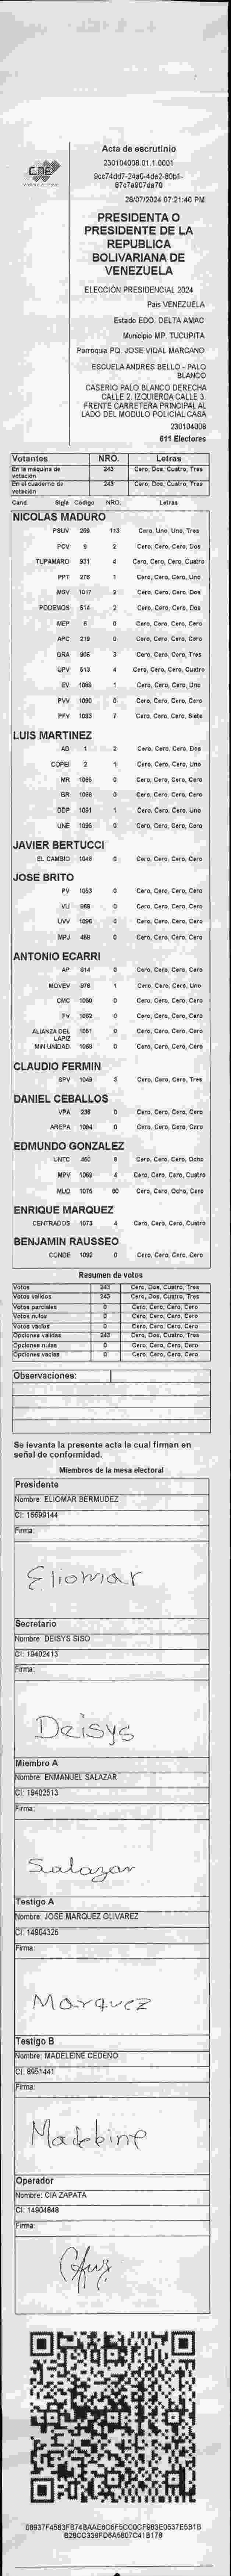 CNE
Acta de escrutinio
230104008.01.1.0001
9cc74dd7-24a0-4de2-80b1-
97c7a907da70
28/07/2024 07:21:40 PM
PRESIDENTA O
PRESIDENTE DE LA
REPUBLICA
BOLIVARIANA DE
VENEZUELA
ELECCIÓN PRESIDENCIAL 2024
País VENEZUELA
Estado EDO. DELTA AMAC
Municipio MP. TUCUPITA
Parroquia PQ. JOSE VIDAL MARCANO
ESCUELA ANDRES BELLO - PALO
BLANCO
CASERIO PALO BLANCO DERECHA
CALLE 2. IZQUIERDA CALLE 3.
FRENTE CARRETERA PRINCIPAL AL
LADO DEL MODULO POLICIAL CASA
230104008
611 Electores
Votantes NRO. Letras
En la máquina de votación 243 Cero, Dos, Cuatro, Tres
En el cuaderno de votación 243 Cero, Dos, Cuatro, Tres
Cand. Sigla Código NRO. Letras
NICOLAS MADURO
PSUV 269 113 Cero, Uno, Uno, Tres
PCV 9 2 Cero, Cero, Cero, Dos
TUPAMARO 931 4 Cero, Cero, Cero, Cuatro
PPT 276 1 Cero, Cero, Cero, Uno
MSV 1017 2 Cero, Cero, Cero, Dos
PODEMOS 514 2 Cero, Cero, Cero, Dos
MEP 6 0 Cero, Cero, Cero, Cero
APC 219 0 Cero, Cero, Cero, Cero
ORA 906 3 Cero, Cero, Cero, Tres
UPV 513 4 Cero, Cero, Cero, Cuatro
EV 1089 1 Cero, Cero, Cero, Uno
PVV 1090 0 Cero, Cero, Cero, Cero
PFV 1093 7 Cero, Cero, Cero, Siete
LUIS MARTINEZ
AD 1 2 Cero, Cero, Cero, Dos
COPEI 2 1 Cero, Cero, Cero, Uno
MR 1065 0 Cero, Cero, Cero, Cero
BR 1066 0 Cero, Cero, Cero, Cero
DDP 1091 1 Cero, Cero, Cero, Uno
UNE 1095 0 Cero, Cero, Cero, Cero
JAVIER BERTUCCI
EL CAMBIO 1048 0 Cero, Cero, Cero, Cero
JOSE BRITO
PV 1053 0 Cero, Cero, Cero, Cero
VU 868 0 Cero, Cero, Cero, Cero
UVV 1096 0 Cero, Cero, Cero, Cero
MPJ 458 0 Cero, Cero, Cero, Cero
ANTONIO ECARRI
AP 914 0 Cero, Cero, Cero, Cero
MOVEV 978 1 Cero, Cero, Cero, Uno
CMC 1050 0 Cero, Cero, Cero, Cero
FV 1052 0 Cero, Cero, Cero, Cero
ALIANZA DEL LAPIZ 1061 0 Cero, Cero, Cero, Cero
MIN UNIDAD 1069 0 Cero, Cero, Cero, Cero
CLAUDIO FERMIN
SPV 1049 3 Cero, Cero, Cero, Tres
DANIEL CEBALLOS
VPA 236 0 Cero, Cero, Cero, Cero
AREPA 1094 0 Cero, Cero, Cero, Cero
EDMUNDO GONZALEZ
UNTC 460 8 Cero, Cero, Cero, Ocho
MPV 1062 4 Cero, Cero, Cero, Cuatro
MUD 1075 80 Cero, Cero, Ocho, Cero
ENRIQUE MARQUEZ
CENTRADOS 1073 4 Cero, Cero, Cero, Cuatro
BENJAMIN RAUSSEO
CONDE 1092 0 Cero, Cero, Cero, Cero
Resumen de votos
Votos 243 Cero, Dos, Cuatro, Tres
Votos válidos 243 Cero, Dos, Cuatro, Tres
Votos parciales 0 Cero, Cero, Cero, Cero
Votos nulos 0 Cero, Cero, Cero, Cero
Votos vacíos 0 Cero, Cero, Cero, Cero
Opciones válidas 243 Cero, Dos, Cuatro, Tres
Opciones nulas 0 Cero, Cero, Cero, Cero
Opciones vacías 0 Cero, Cero, Cero, Cero
Observaciones:
Se levanta la presente acta la cual firman en
señal de conformidad.
Miembros de la mesa electoral
Presidente
Nombre: ELIOMAR BERMUDEZ
CI: 16699144
Firma:
Eliomar
Secretario
Nombre: DEISYS SISO
CI: 19402413
Firma:
Deisys
Miembro A
Nombre: ENMANUEL SALAZAR
CI: 19402513
Firma:
Salazar
Testigo A
Nombre: JOSE MARQUEZ OLIVAREZ
CI: 14904326
Firma:
Marquez
Testigo B
Nombre: MADELEINE CEDEÑO
CI: 8951441
Firma:
Operador
Nombre: CIA ZAPATA
CI: 14904848
Firma:
08937F4583FB74BAAE8C6F5CC0CF983E0537E5B1B
B28CC339FD6A5807C41B178